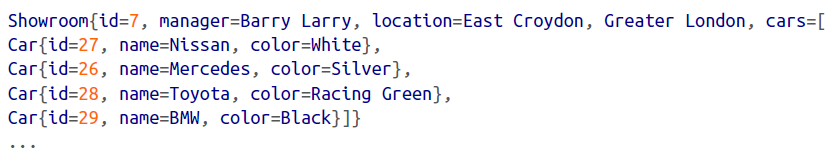 Showroom{id=7, manager=Barry Larry, location=East Croydon, Greater London, cars=[
Car{id=27, name=Nissan, color=White},
Car{id=26, name=Mercedes, color=Silver},
Car{id=28, name=Toyota, color=Racing Green},
Car{id=29, name=BMW, color=Black}]}
...